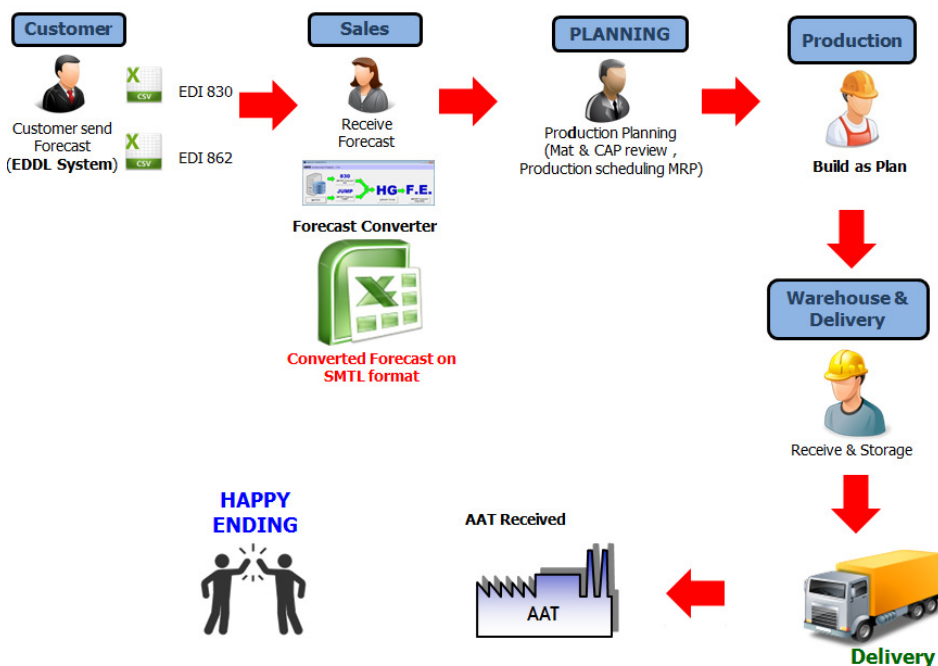 Customer
Sales
PLANNING
Production
X
CSV
EDI 830
X
CSV
EDI 862
Customer send
Forecast
(EDDL System)
Receive
Forecast
830
JUMP
HG
F.E.
Forecast Converter
X
Converted Forecast on
SMTL format
Production Planning
(Mat & CAP review ,
Production scheduling MRP)
Build as Plan
Warehouse &
Delivery
Receive & Storage
HAPPY
ENDING
AAT Received
AAT
Delivery